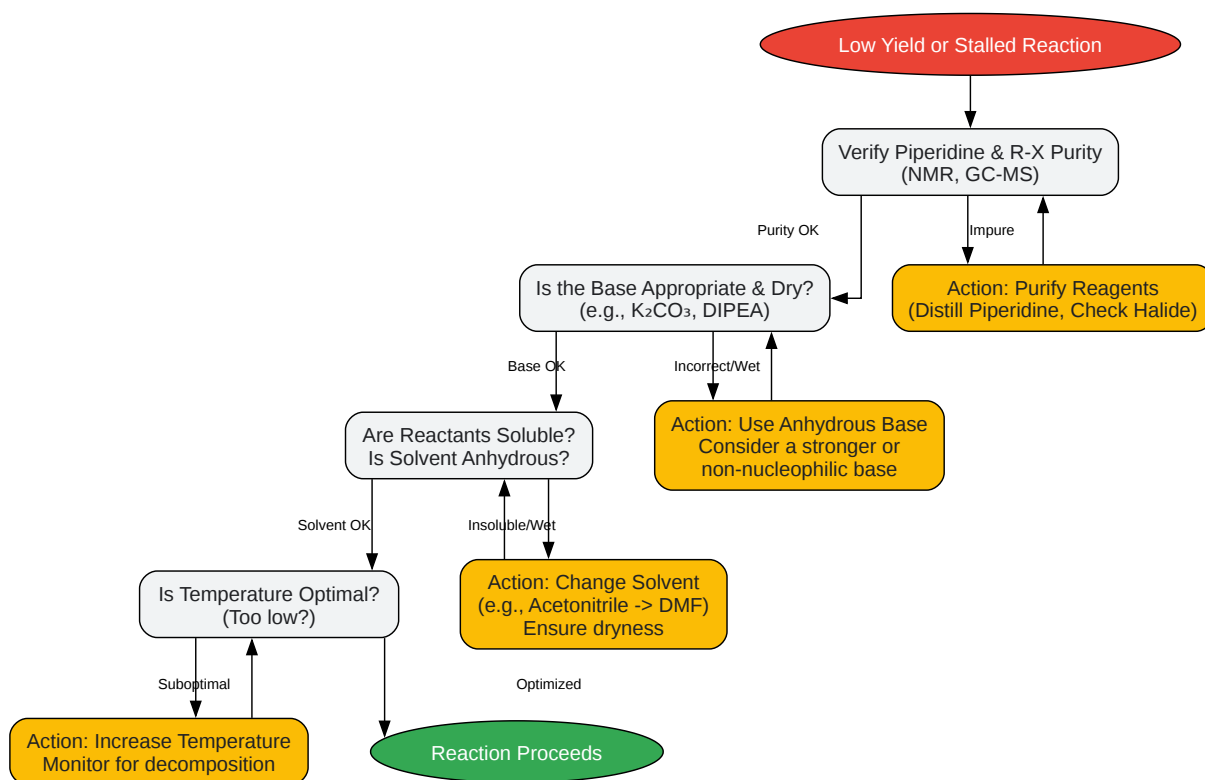 Low Yield or Stalled Reaction
Verify Piperidine & R-X Purity
(NMR, GC-MS)
Purity OK
Impure
Is the Base Appropriate & Dry?
(e.g., K₂CO₃, DIPEA)
Action: Purify Reagents
(Distill Piperidine, Check Halide)
Base OK
Incorrect/Wet
Are Reactants Soluble?
Is Solvent Anhydrous?
Action: Use Anhydrous Base
Consider a stronger or
non-nucleophilic base
Solvent OK
Insoluble/Wet
Is Temperature Optimal?
(Too low?)
Action: Change Solvent
(e.g., Acetonitrile -> DMF)
Ensure dryness
Suboptimal
Optimized
Action: Increase Temperature
Monitor for decomposition
Reaction Proceeds